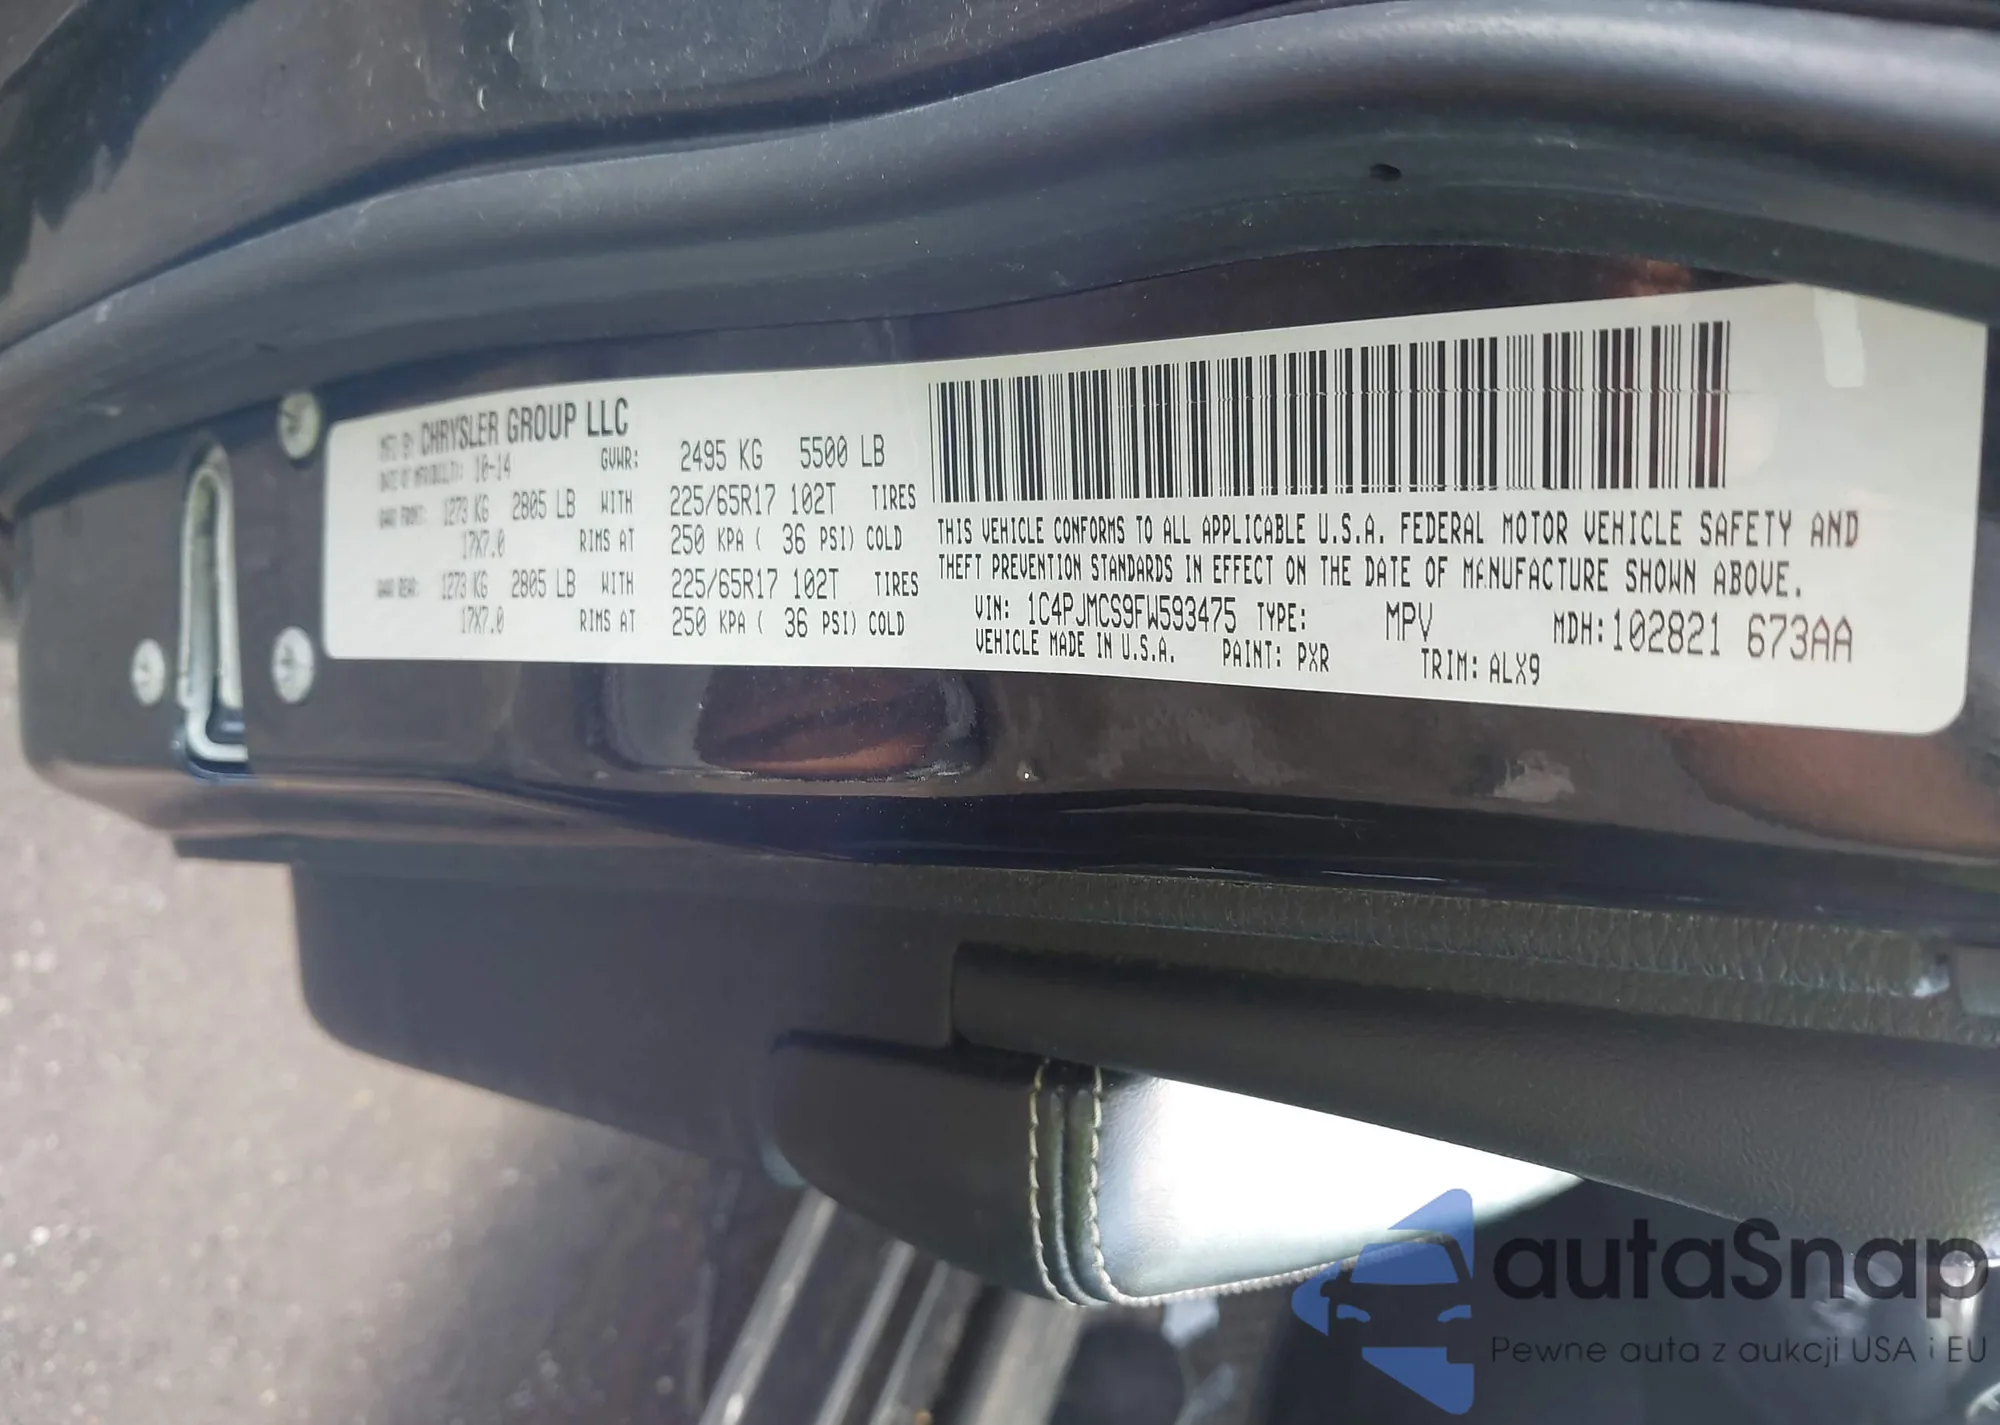 MFD BY CHRYSLER GROUP LLC
DATE OF MFR 10-14 GVWR: 2495 KG 5500 LB
GAWR FRONT: 1273 KG 2805 LB WITH 225/65R17 102T TIRES
17X7.0 RIMS AT 250 KPA ( 36 PSI) COLD
GAWR REAR: 1273 KG 2805 LB WITH 225/65R17 102T TIRES
17X7.0 RIMS AT 250 KPA ( 36 PSI) COLD
THIS VEHICLE CONFORMS TO ALL APPLICABLE U.S.A. FEDERAL MOTOR VEHICLE SAFETY AND
THEFT PREVENTION STANDARDS IN EFFECT ON THE DATE OF MANUFACTURE SHOWN ABOVE.
VIN: 1C4PJMCS9FW593475 TYPE: MPV MDH: 102821 673AA
VEHICLE MADE IN U.S.A. PAINT: PXR TRIM: ALX9
autaSnap
Pewne auta z aukcji USA i EU